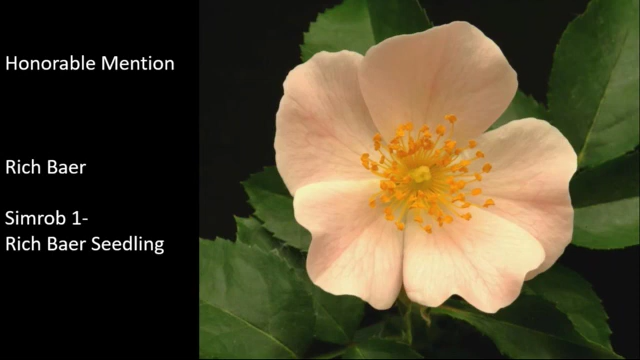 Honorable Mention
Rich Baer
Simrob 1-
Rich Baer Seedling